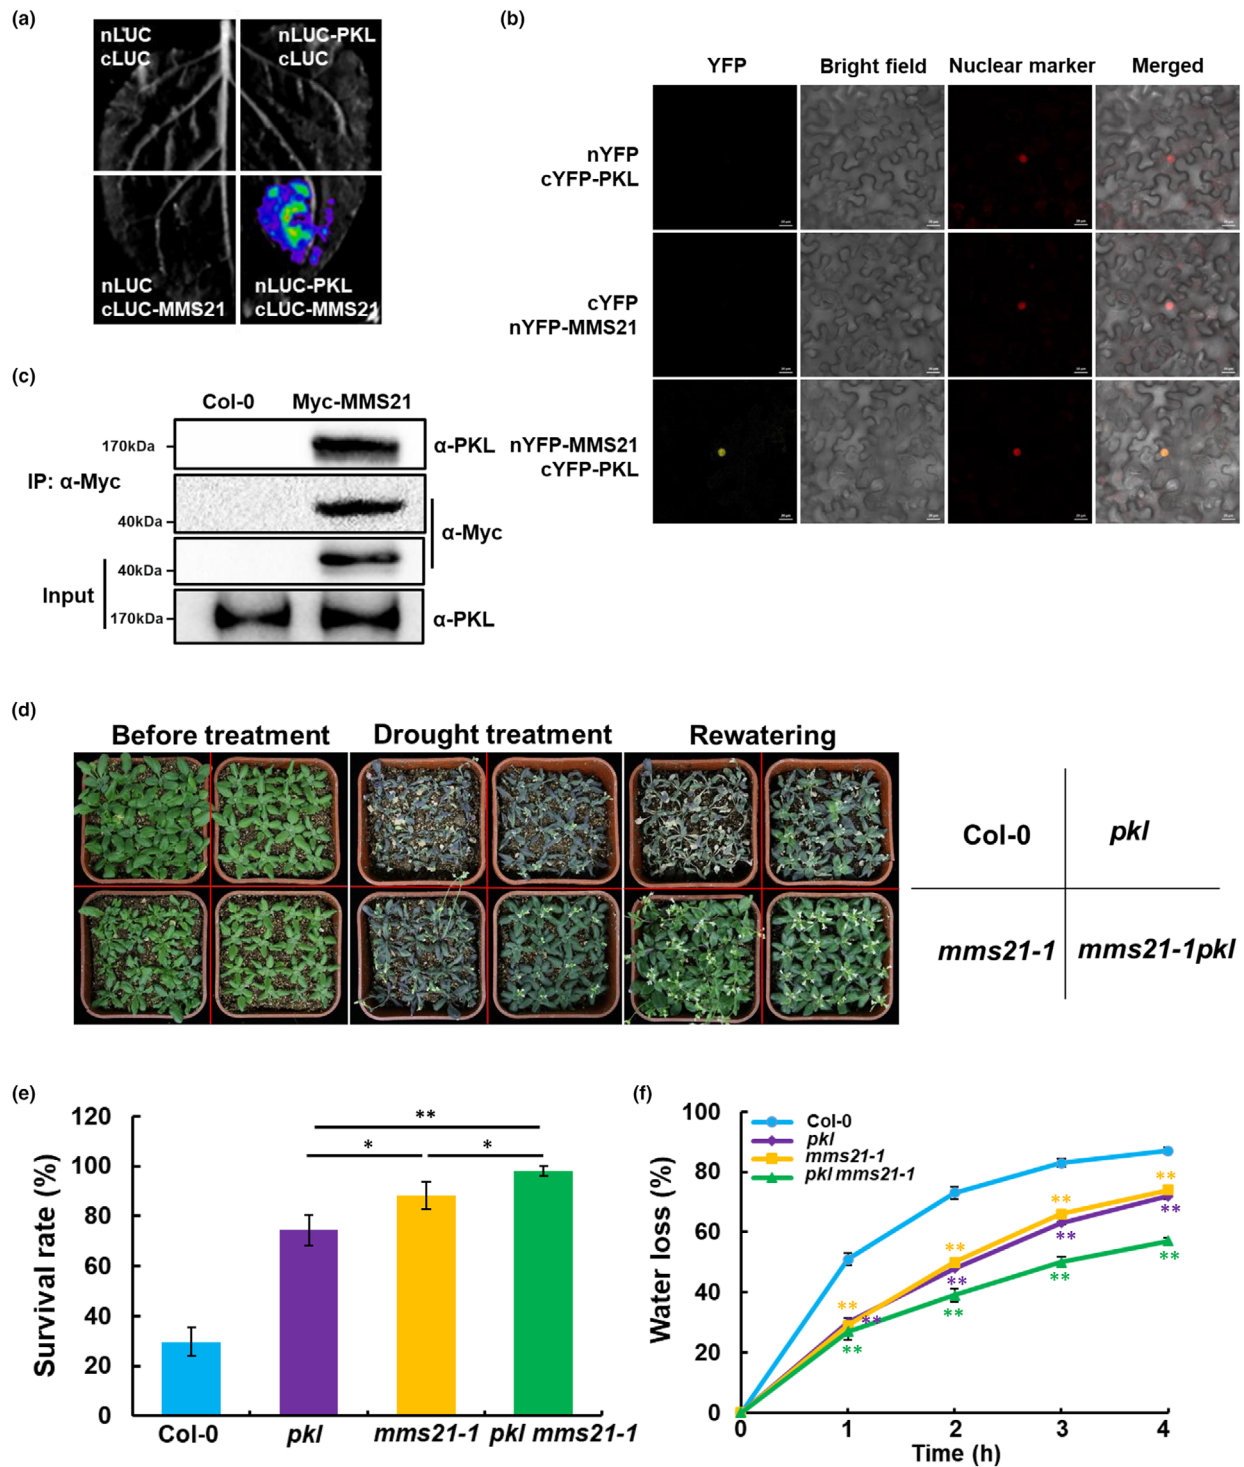 (a)
nLUC
cLUC
nLUC-PKL
cLUC
nLUC
cLUC-MMS21
nLUC-PKL
cLUC-MMS21
(b)
YFP
Bright field
Nuclear marker
Merged
nYFP
cYFP-PKL
cYFP
nYFP-MMS21
nYFP-MMS21
cYFP-PKL
(c)
Col-0
Myc-MMS21
170kDa
α-PKL
IP: α-Myc
40kDa
α-Myc
40kDa
Input
170kDa
α-PKL
(d)
Before treatment
Drought treatment
Rewatering
Col-0
pkl
mms21-1
mms21-1pkl
(e)
Survival rate (%)
120
100
80
60
40
20
0
**
*
*
Col-0
pkl
mms21-1
pkl mms21-1
(f)
Water loss (%)
100
80
60
40
20
0
Col-0
pkl
mms21-1
pkl mms21-1
**
**
**
**
**
**
**
**
**
**
**
**
0
1
2
3
4
Time (h)